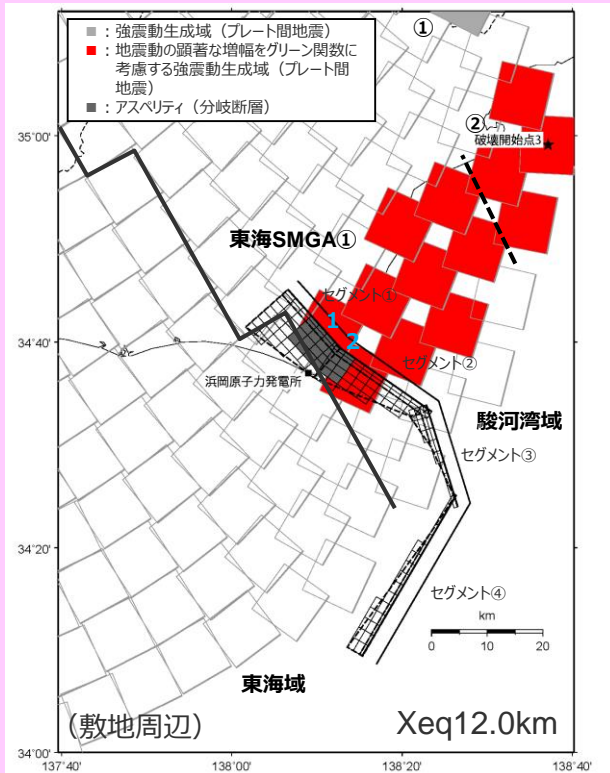 ■：強震動生成域（プレート間地震）
■：地震動の顕著な増幅をグリーン関数に
考慮する強震動生成域（プレート間
地震）
■：アスペリティ（分岐断層）
①
②
破壊開始点3★
35°00'
東海SMGA①
セグメント①
1
2
34°40'
セグメント②
浜岡原子力発電所
駿河湾域
セグメント③
34°20'
セグメント④
km
0 10 20
東海域
（敷地周辺）
Xeq12.0km
34°00'
137°40' 138°00' 138°20' 138°40'